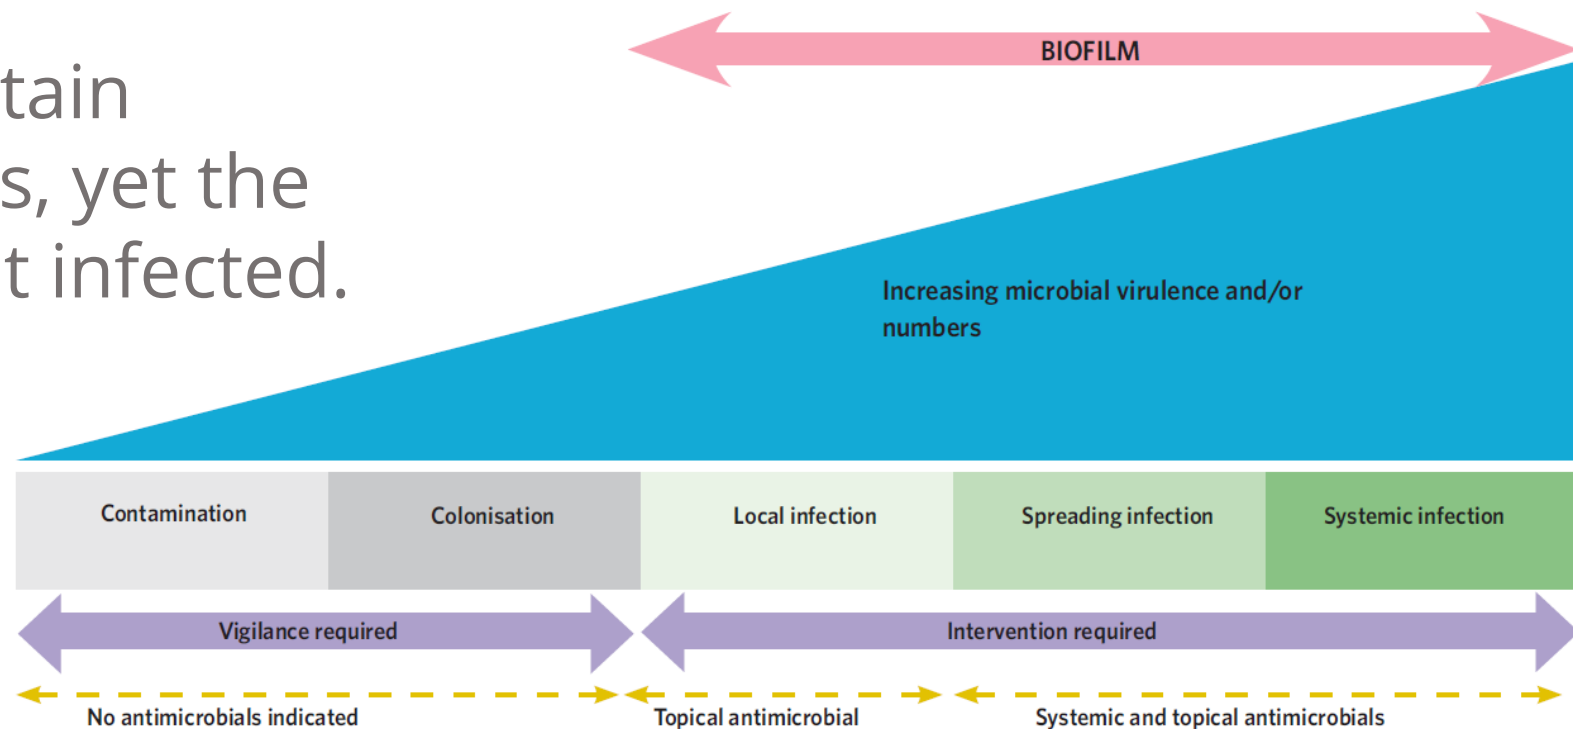 tain
s, yet the
t infected.
BIOFILM
Increasing microbial virulence and/or
numbers
Contamination
Colonisation
Local infection
Spreading infection
Systemic infection
Vigilance required
Intervention required
No antimicrobials indicated
Topical antimicrobial
Systemic and topical antimicrobials